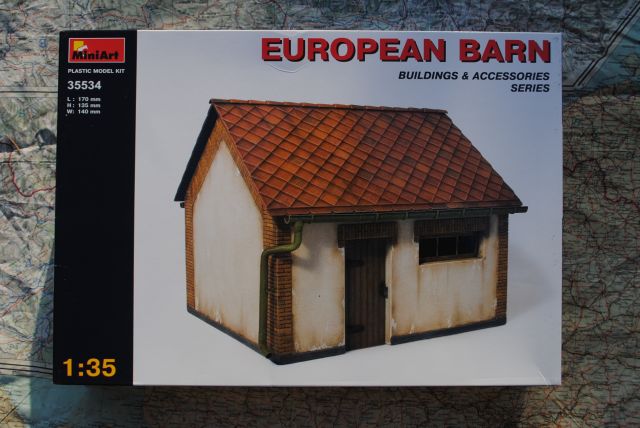 MiniArt
PLASTIC MODEL KIT
35534
L : 170 mm
H : 135 mm
W: 140 mm
1:35
EUROPEAN BARN
BUILDINGS & ACCESSORIES
SERIES